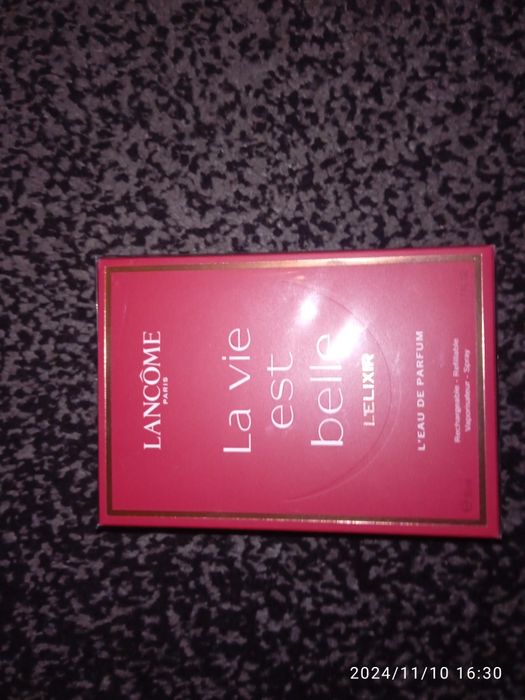 LANCÔME
PARIS
La vie
est
belle
L'ELIXIR
L'EAU DE PARFUM
Rechargeable - Refillable
Vaporisateur - Spray
2024/11/10 16:30